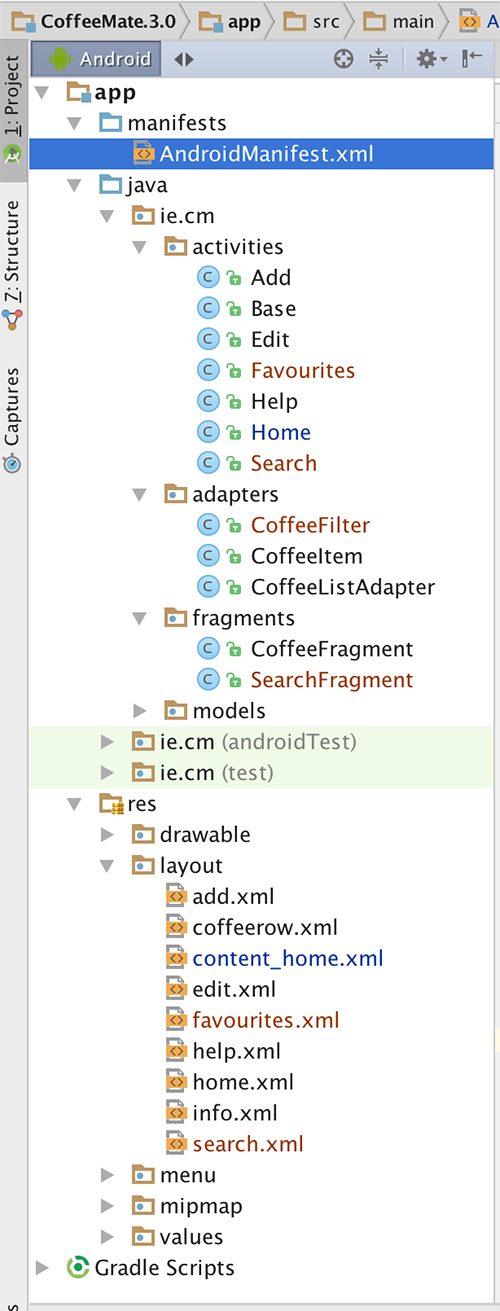 CoffeeMate.3.0 app src main A
Android
1: Project
Z: Structure
Captures
app
manifests
AndroidManifest.xml
java
ie.cm
activities
C Add
C Base
C Edit
C Favourites
C Help
C Home
C Search
adapters
C CoffeeFilter
C CoffeeItem
C CoffeeListAdapter
fragments
C CoffeeFragment
C SearchFragment
models
ie.cm (androidTest)
ie.cm (test)
res
drawable
layout
add.xml
coffeerow.xml
content_home.xml
edit.xml
favourites.xml
help.xml
home.xml
info.xml
search.xml
menu
mipmap
values
Gradle Scripts